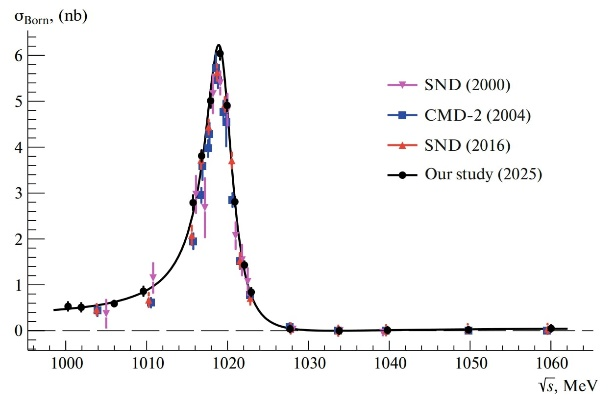 σBorn, (nb)
6
5
4
3
2
1
0
SND (2000)
CMD-2 (2004)
SND (2016)
Our study (2025)
1000 1010 1020 1030 1040 1050 1060
√s, MeV